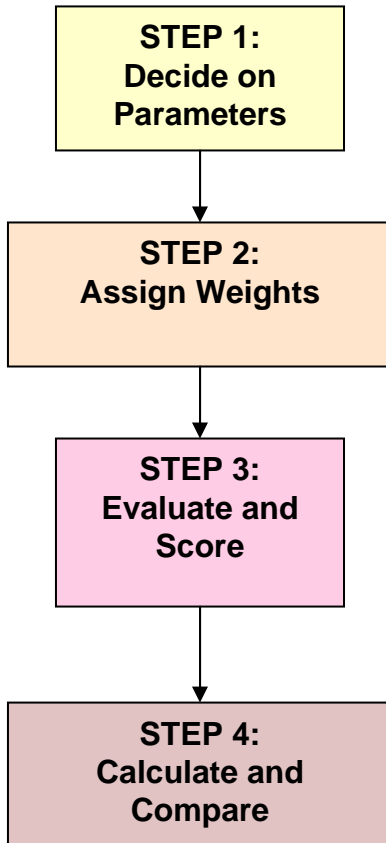 STEP 1:
Decide on
Parameters
STEP 2:
Assign Weights
STEP 3:
Evaluate and
Score
STEP 4:
Calculate and
Compare